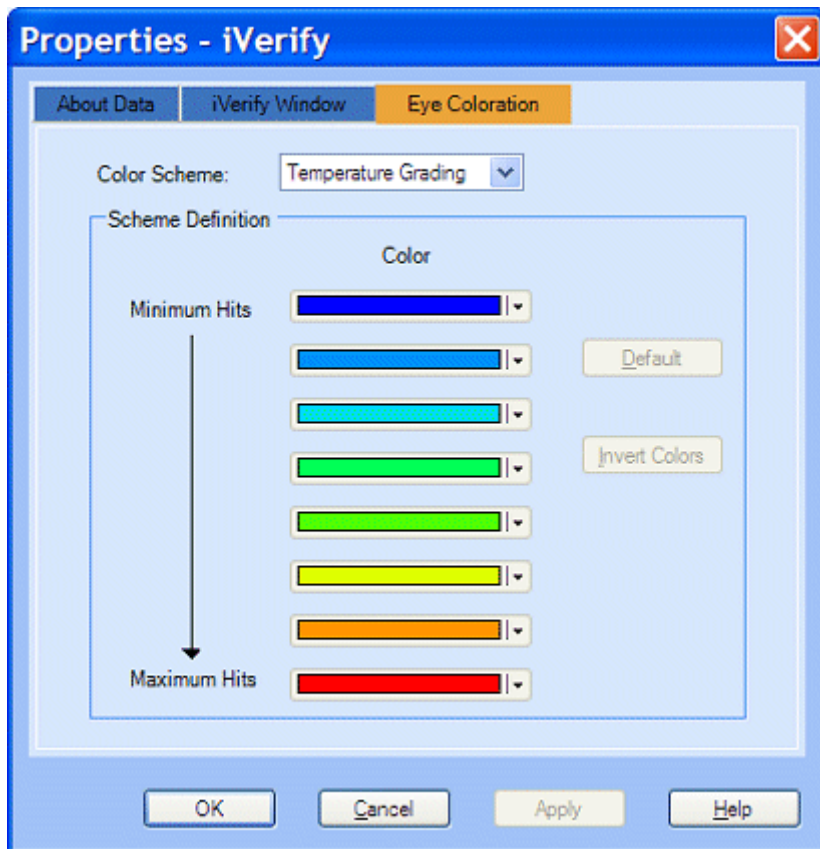 Properties - iVerify
About Data
iVerify Window
Eye Coloration
Color Scheme:
Temperature Grading
Scheme Definition
Color
Minimum Hits
Default
Invert Colors
Maximum Hits
OK
Cancel
Apply
Help